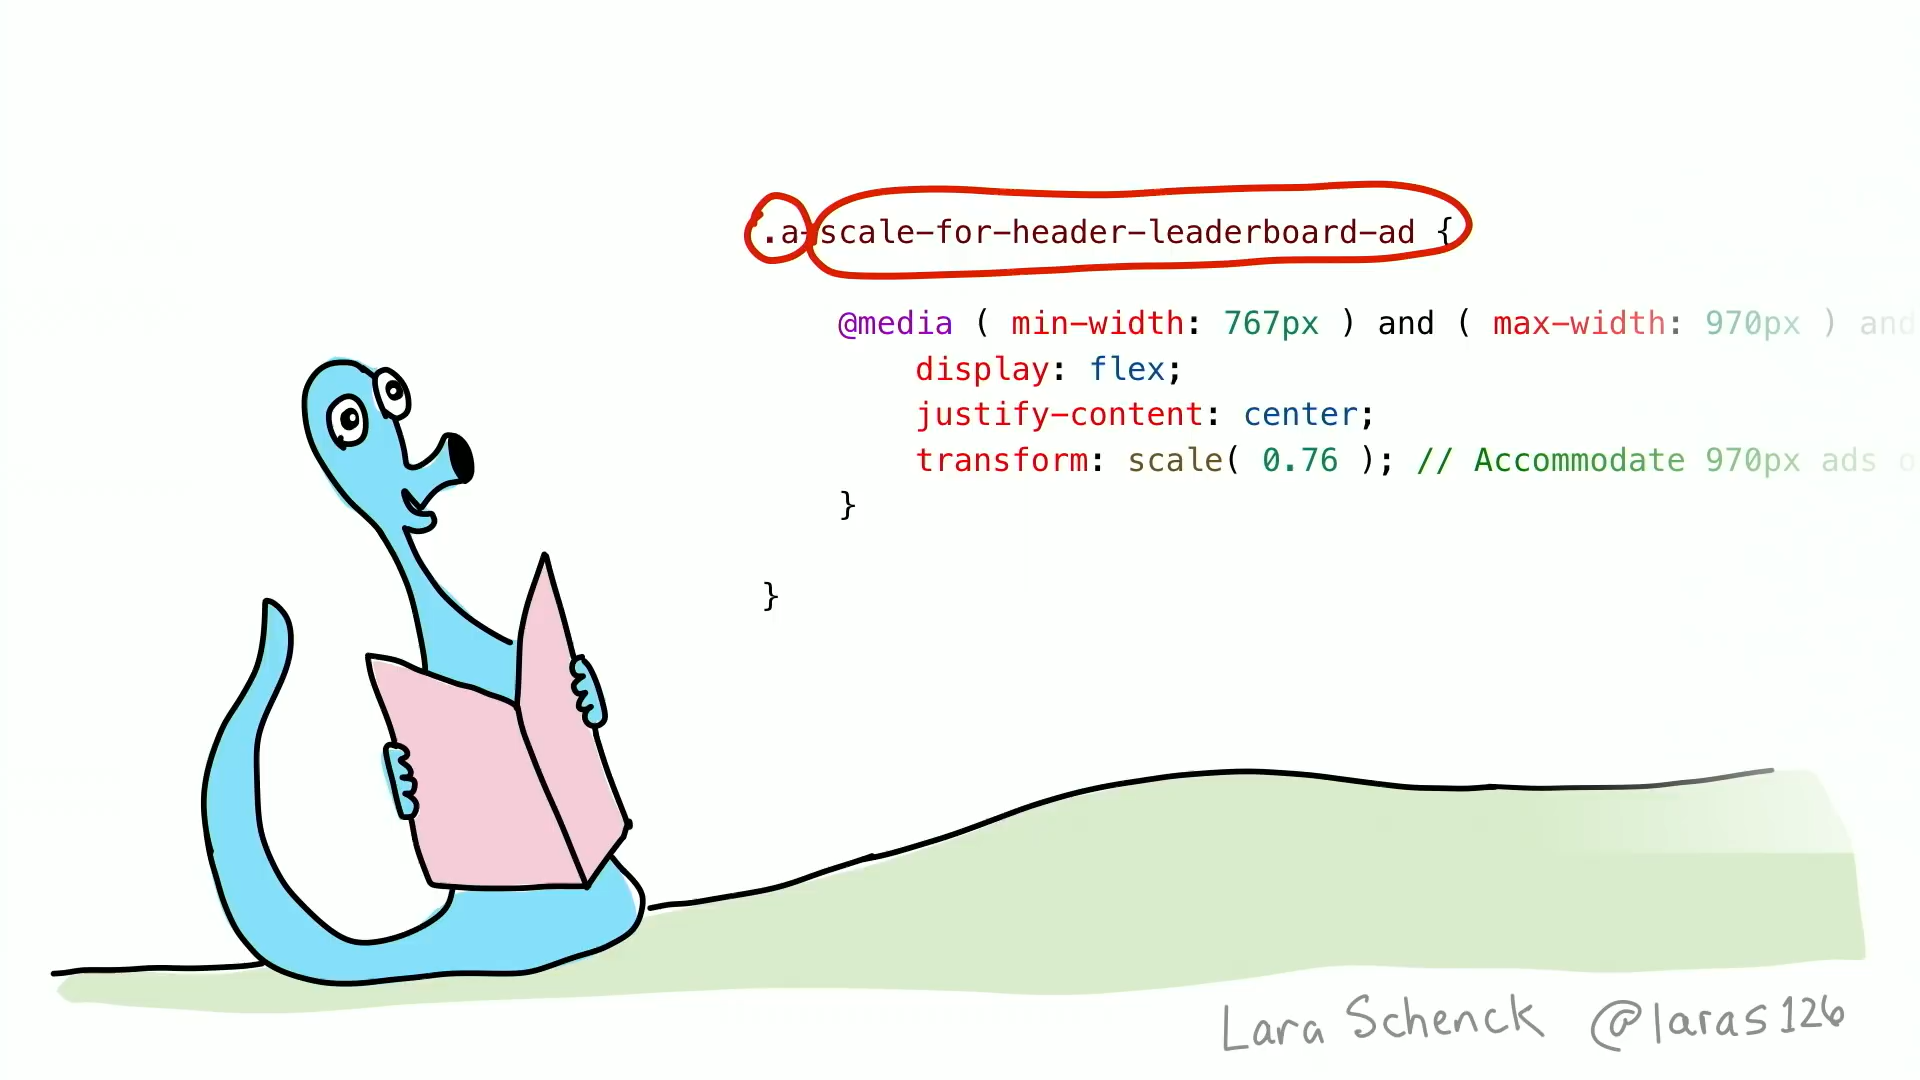 .a-scale-for-header-leaderboard-ad {
@media ( min-width: 767px ) and ( max-width: 970px ) and
display: flex;
justify-content: center;
transform: scale( 0.76 ); // Accommodate 970px ads o
}
}
Lara Schenck @laras126